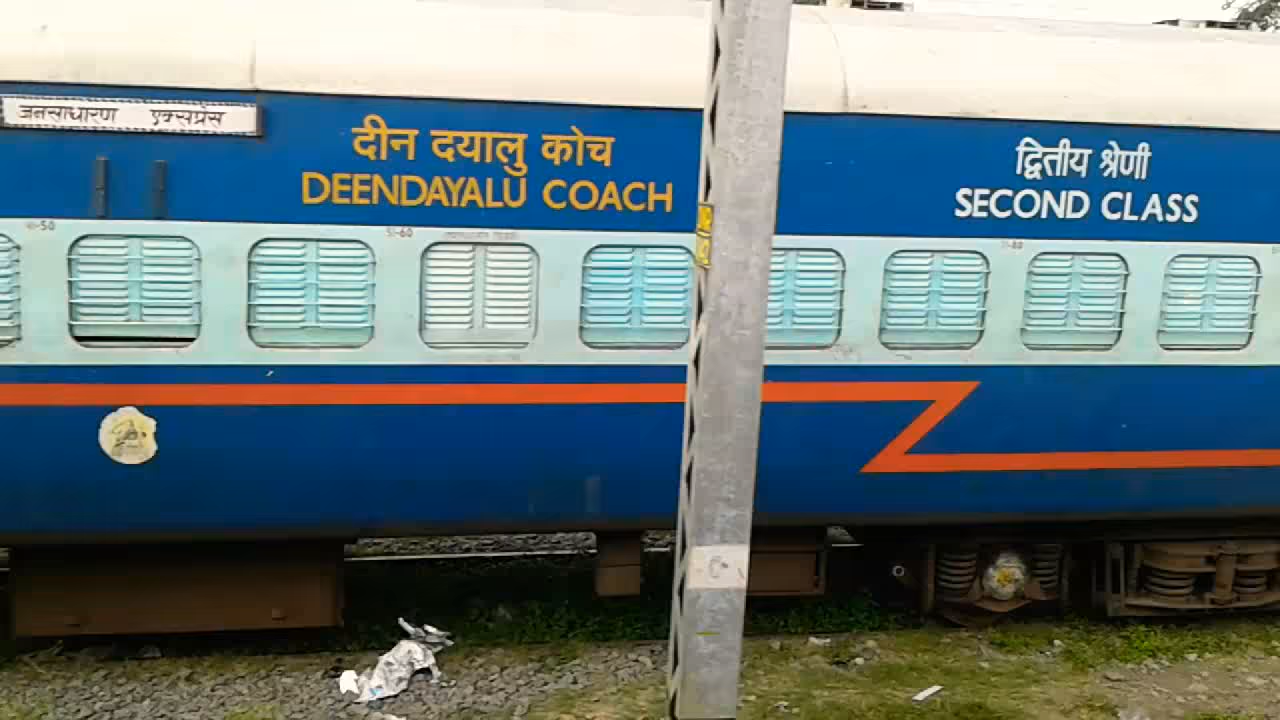 जनसाधारण एक्सप्रेस
दीन दयालु कोच
DEENDAYALU COACH
द्वितीय श्रेणी
SECOND CLASS